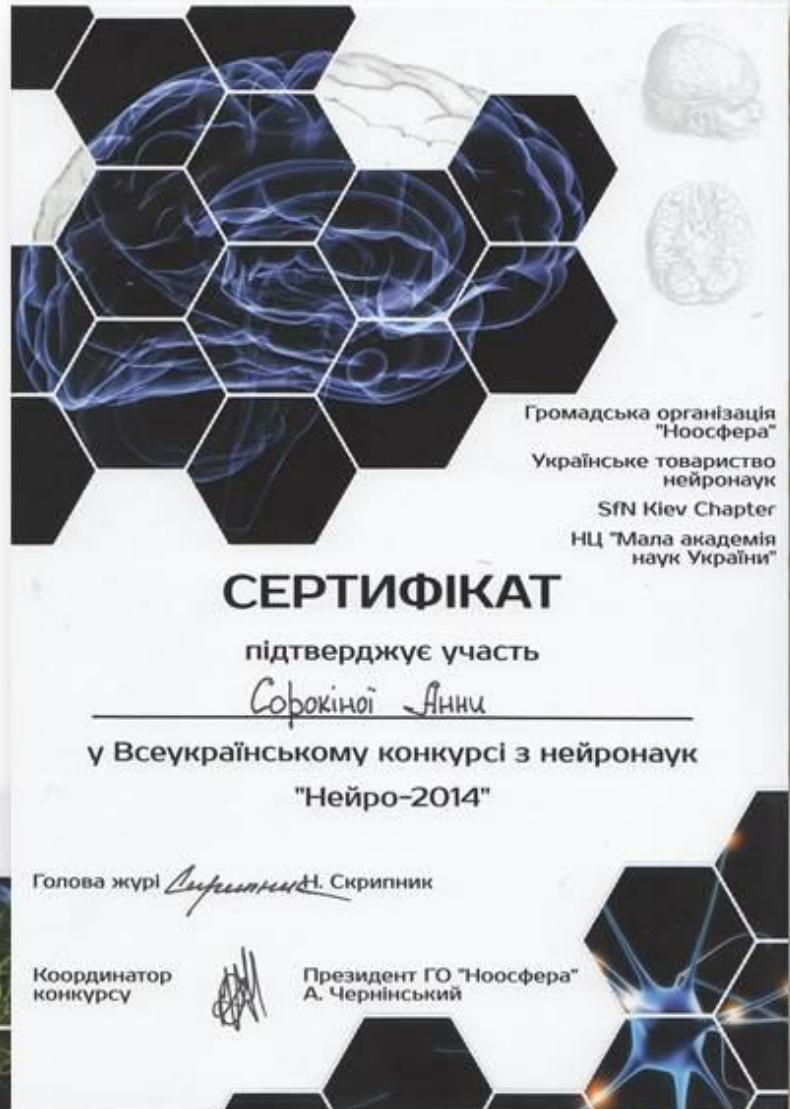 Громадська організація
"Ноосфера"
Українське товариство
нейронаук
SfN Kiev Chapter
НЦ "Мала академія
наук України"
СЕРТИФІКАТ
підтверджує участь
Сорокіної Анни
у Всеукраїнському конкурсі з нейронаук
"Нейро-2014"
Голова журі Скрипник Н. Скрипник
Координатор
конкурсу
Президент ГО "Ноосфера"
А. Чернінський